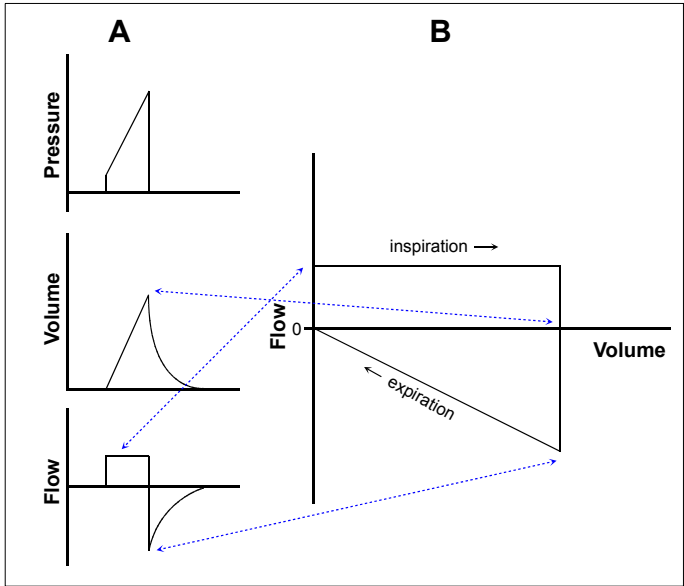 A
B
Pressure
Volume
Flow
inspiration
Flow
0
Volume
expiration